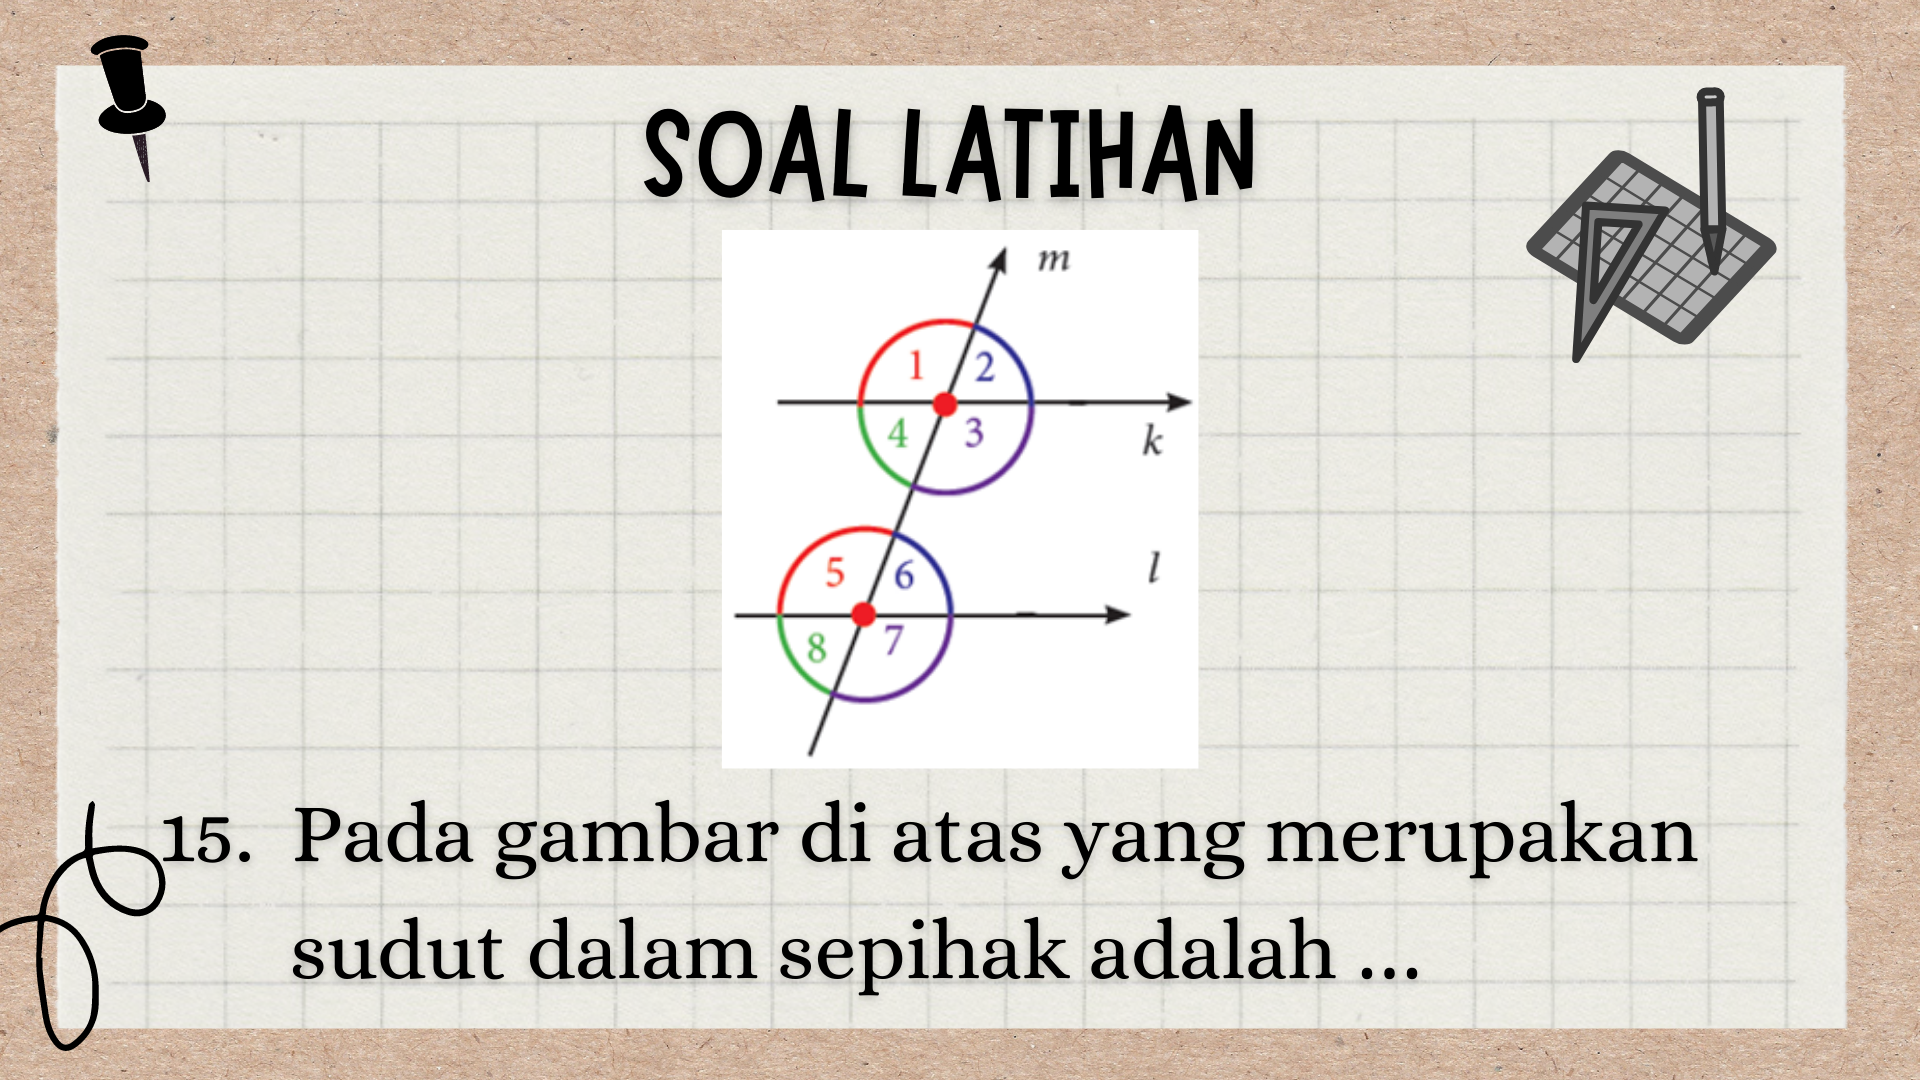 SOAL LATIHAN
m
1 2
4 3
k
5 6
l
8 7
15. Pada gambar di atas yang merupakan
sudut dalam sepihak adalah ...